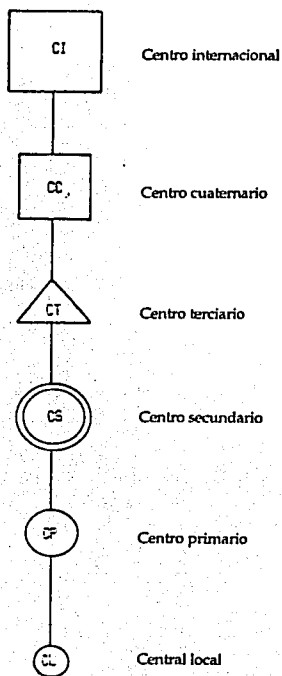 CI Centro internacional
CC Centro cuaternario
CT Centro terciario
CS Centro secundario
CP Centro primario
CL Central local